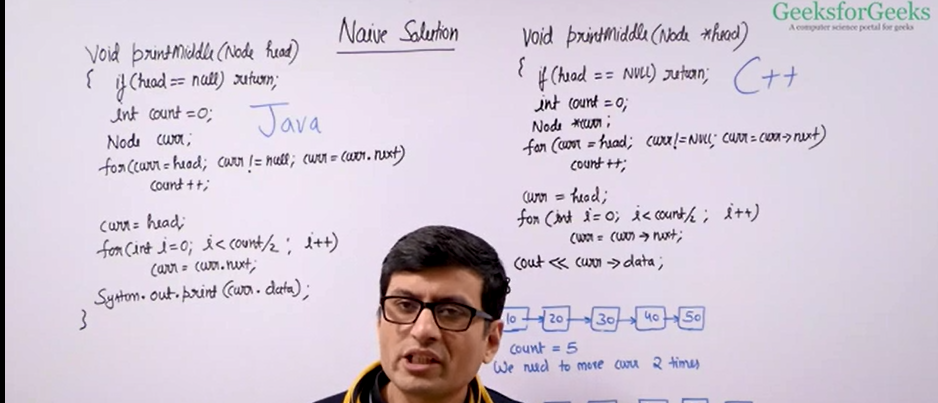 GeeksforGeeks
A computer science portal for geeks
Naive Solution
void printMiddle(Node head)
{ if(head == null) return;
int count = 0;
Java
Node curr;
for(curr = head; curr != null; curr = curr.next)
count ++;
curr = head;
for(int i=0; i<count/2 ; i++)
curr = curr.next;
System.out.print(curr.data);
}
void printMiddle(Node *head)
{ if(head == NULL) return;
C++
int count = 0;
Node *curr;
for(curr = head; curr != NULL; curr = curr->next)
count ++;
curr = head;
for(int i=0; i<count/2 ; i++)
curr = curr -> next;
cout << curr -> data;
10 20 30 40 50
count = 5
We need to move curr 2 times